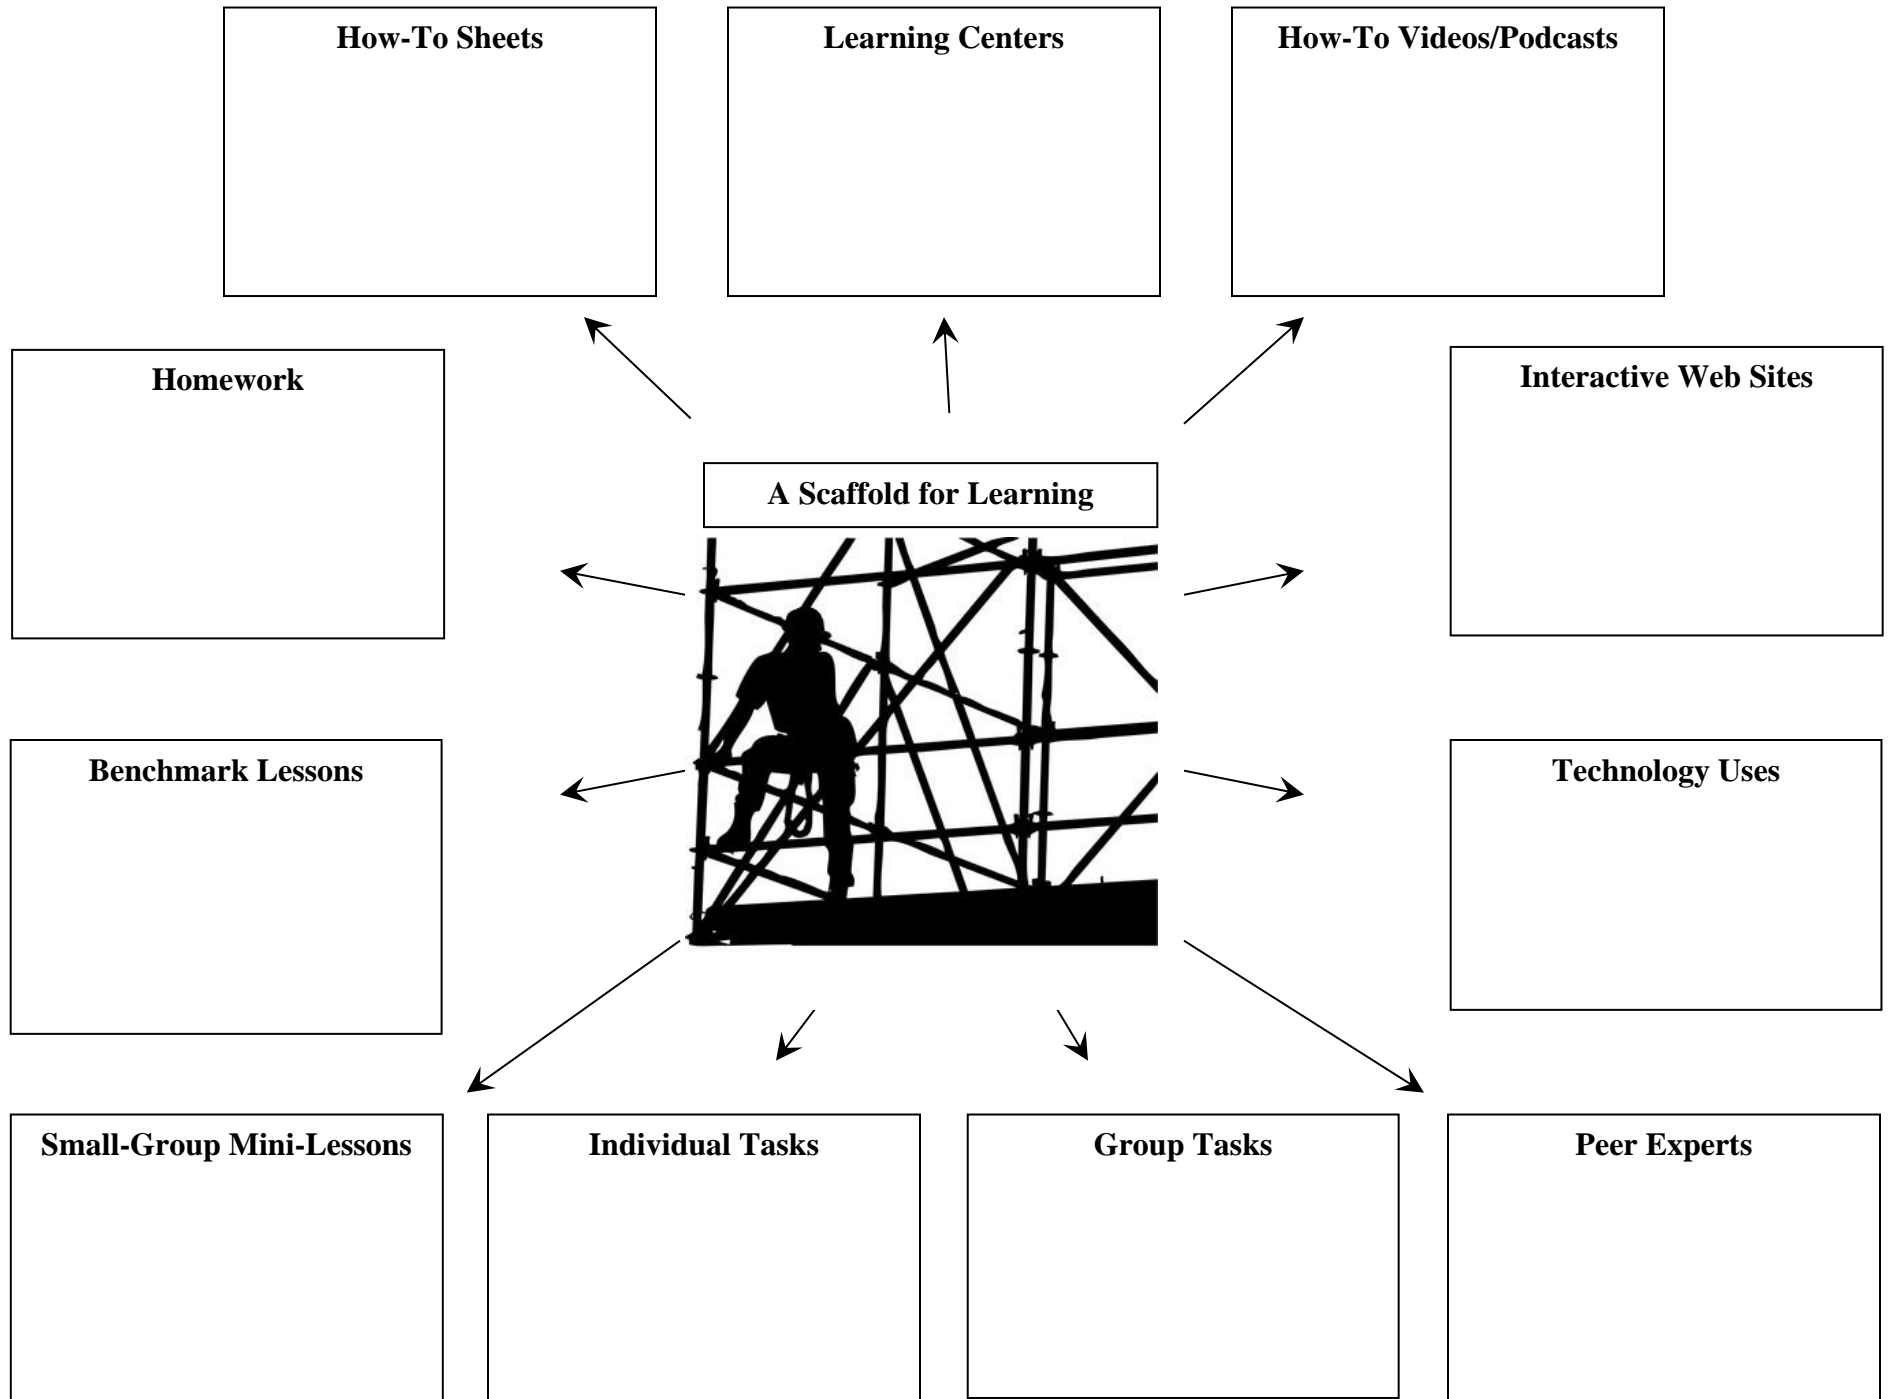 How-To Sheets
Learning Centers
How-To Videos/Podcasts
Homework
Interactive Web Sites
A Scaffold for Learning
Benchmark Lessons
Technology Uses
Small-Group Mini-Lessons
Individual Tasks
Group Tasks
Peer Experts